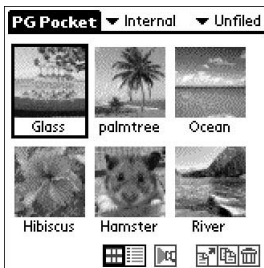 PG Pocket Internal Unfiled
Glass palmtree Ocean
Hibiscus Hamster River